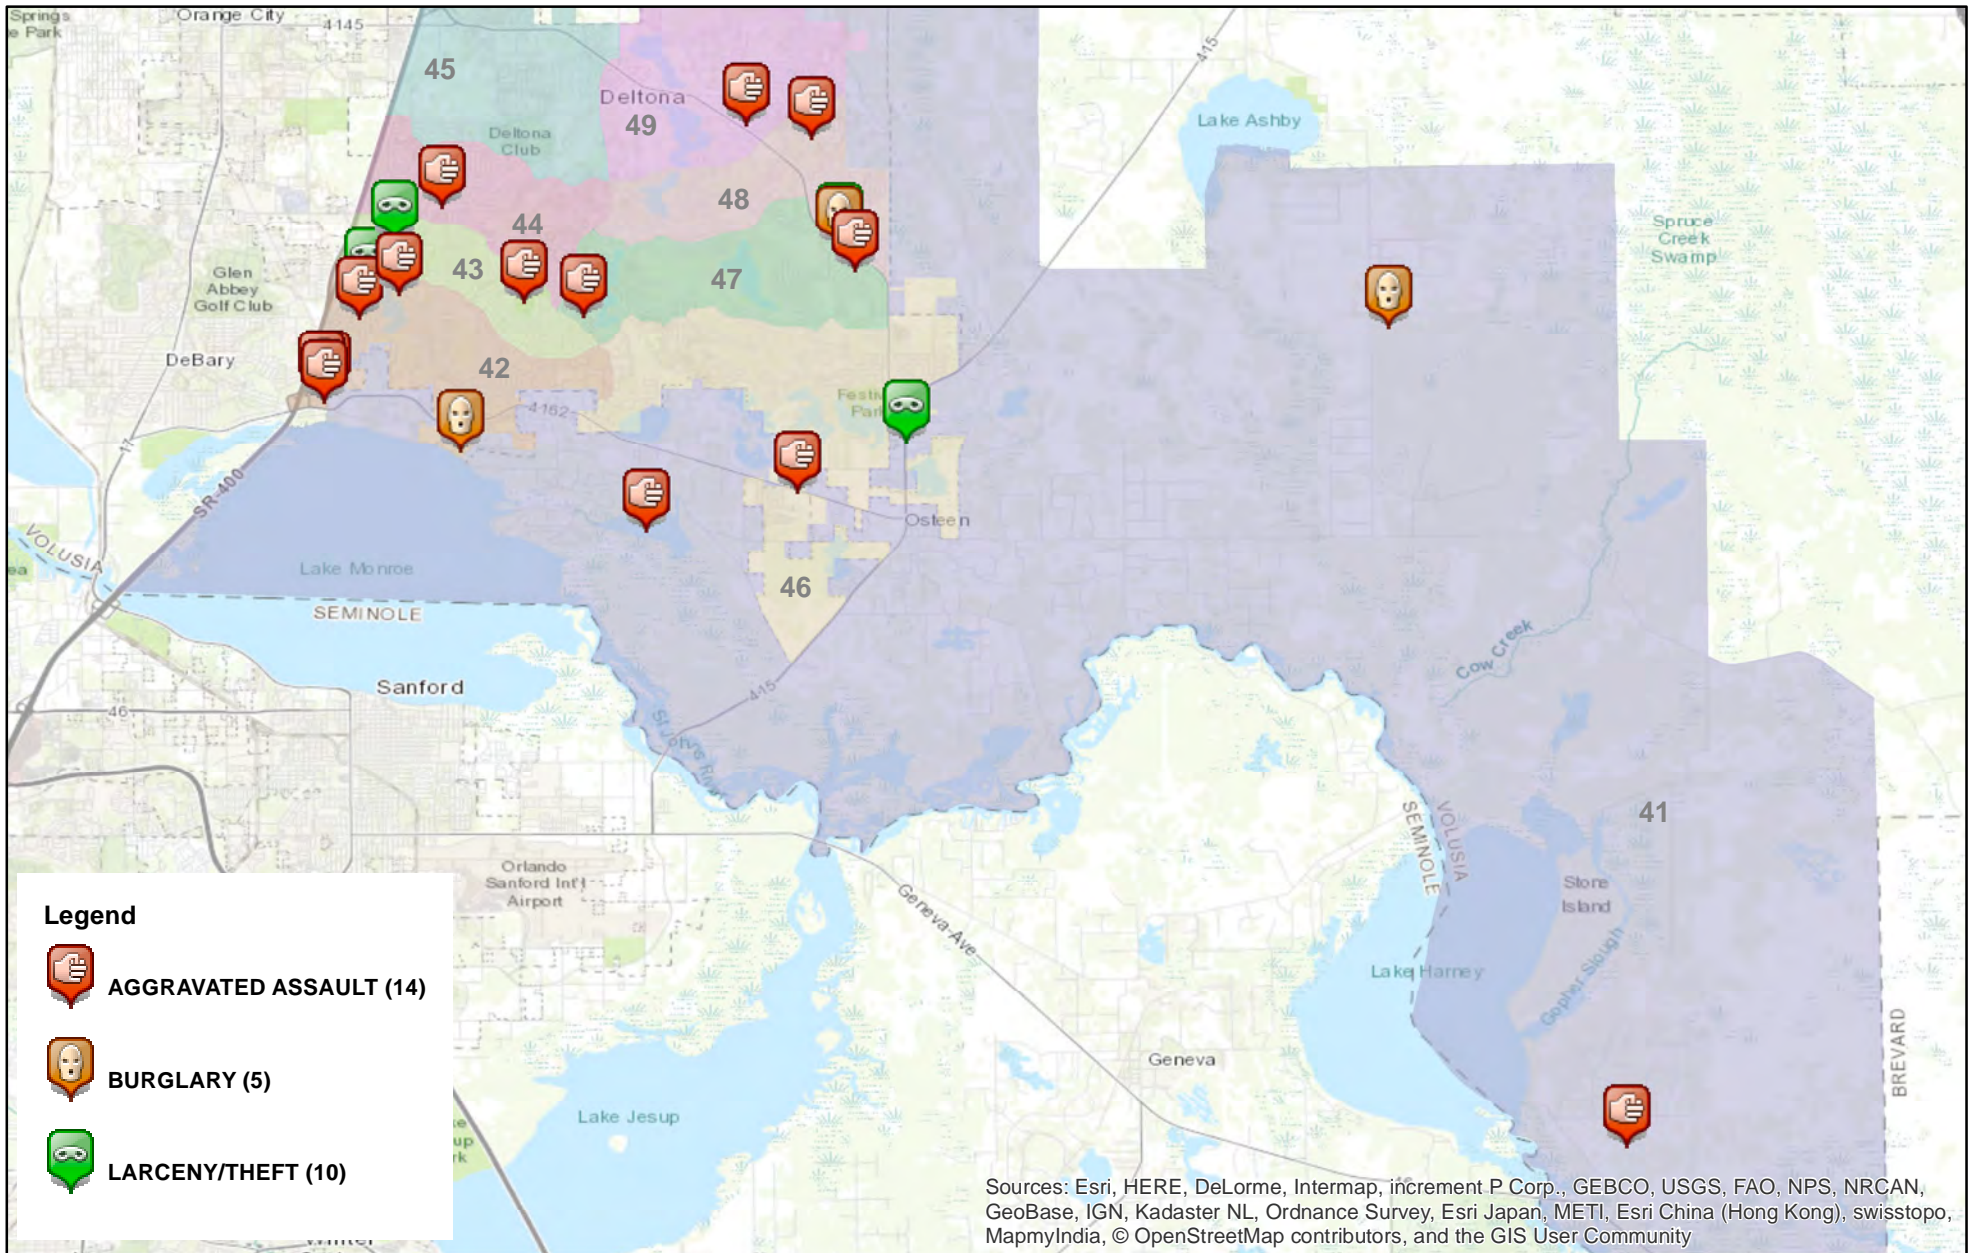 Springs
e Park
Orange City
4145
45
Deltona
49
415
Lake Ashby
Deltona
Club
48
44
Spruce
Creek
Swamp
43
47
Glen
Abbey
Golf Club
DeBary
42
4162
Park
17
SR-400
Osteen
VOLUSIA
ea
Lake Monroe
46
SEMINOLE
Cow Creek
Sanford
415
46
St Johns River
VOLUSIA
SEMINOLE
41
Orlando
Sanford Int'l
Airport
Geneva-Ave
Stone
Island
Lake Harney
Gopher Slough
BREVARD
Geneva
Lake Jesup
ke
up
rk
Legend
AGGRAVATED ASSAULT (14)
BURGLARY (5)
LARCENY/THEFT (10)
Sources: Esri, HERE, DeLorme, Intermap, increment P Corp., GEBCO, USGS, FAO, NPS, NRCAN,
GeoBase, IGN, Kadaster NL, Ordnance Survey, Esri Japan, METI, Esri China (Hong Kong), swisstopo,
MapmyIndia, © OpenStreetMap contributors, and the GIS User Community